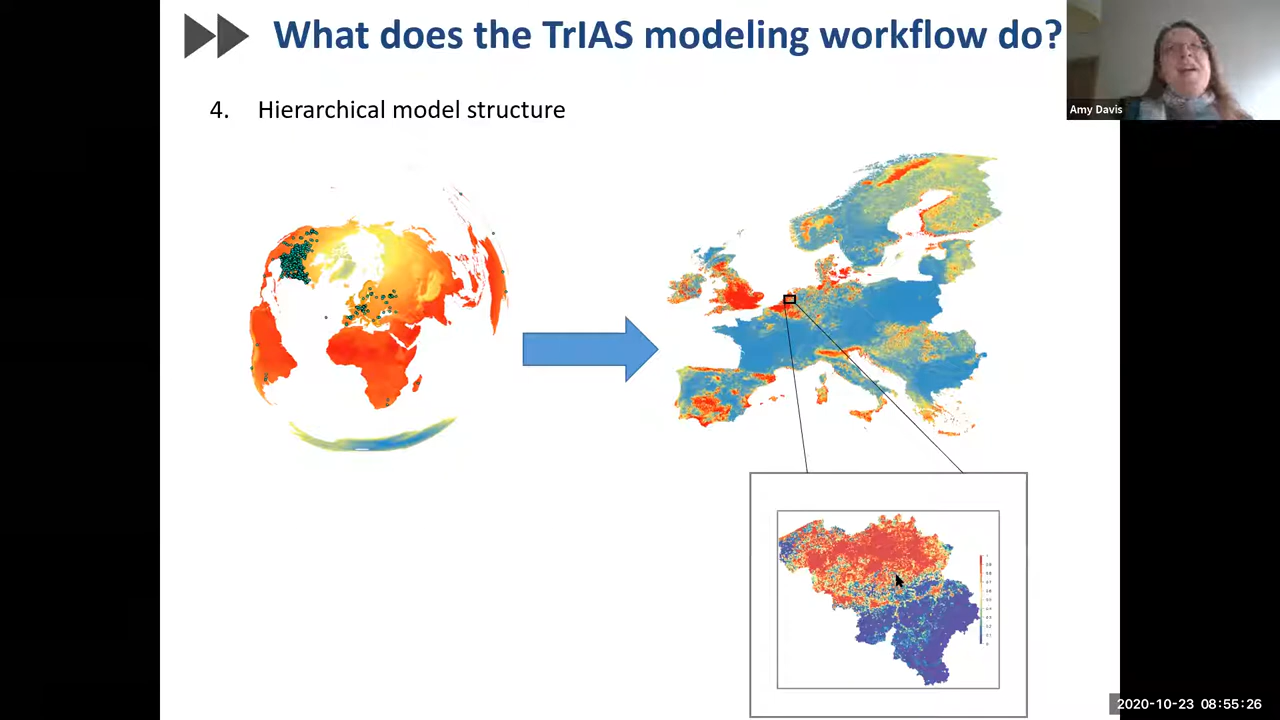 What does the TrIAS modeling workflow do?
Amy Davis
4. Hierarchical model structure
2020-10-23 08:55:26